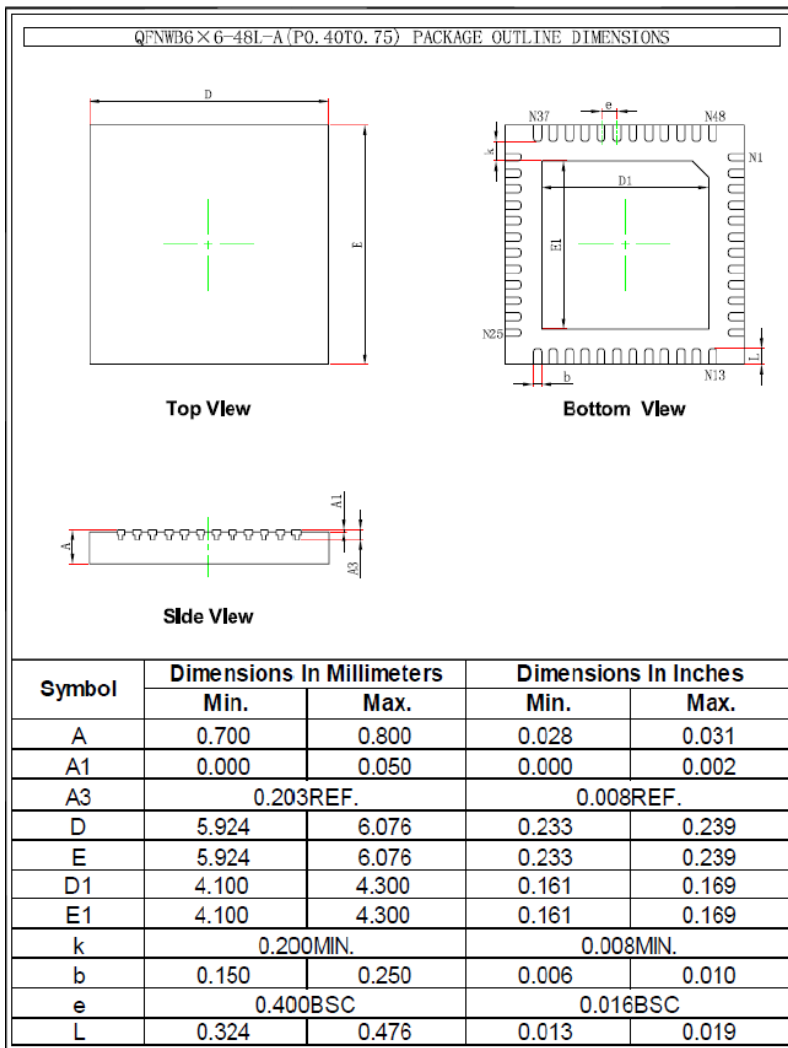 QFNWB6×6-48L-A(P0.40T0.75) PACKAGE OUTLINE DIMENSIONS
D
E
Top View
e
N37
N48
k
N1
D1
E1
N25
L
b
N13
Bottom View
A
A1
A3
Side View
Symbol Dimensions In Millimeters Dimensions In Inches
Min. Max. Min. Max.
A 0.700 0.800 0.028 0.031
A1 0.000 0.050 0.000 0.002
A3 0.203REF. 0.008REF.
D 5.924 6.076 0.233 0.239
E 5.924 6.076 0.233 0.239
D1 4.100 4.300 0.161 0.169
E1 4.100 4.300 0.161 0.169
k 0.200MIN. 0.008MIN.
b 0.150 0.250 0.006 0.010
e 0.400BSC 0.016BSC
L 0.324 0.476 0.013 0.019